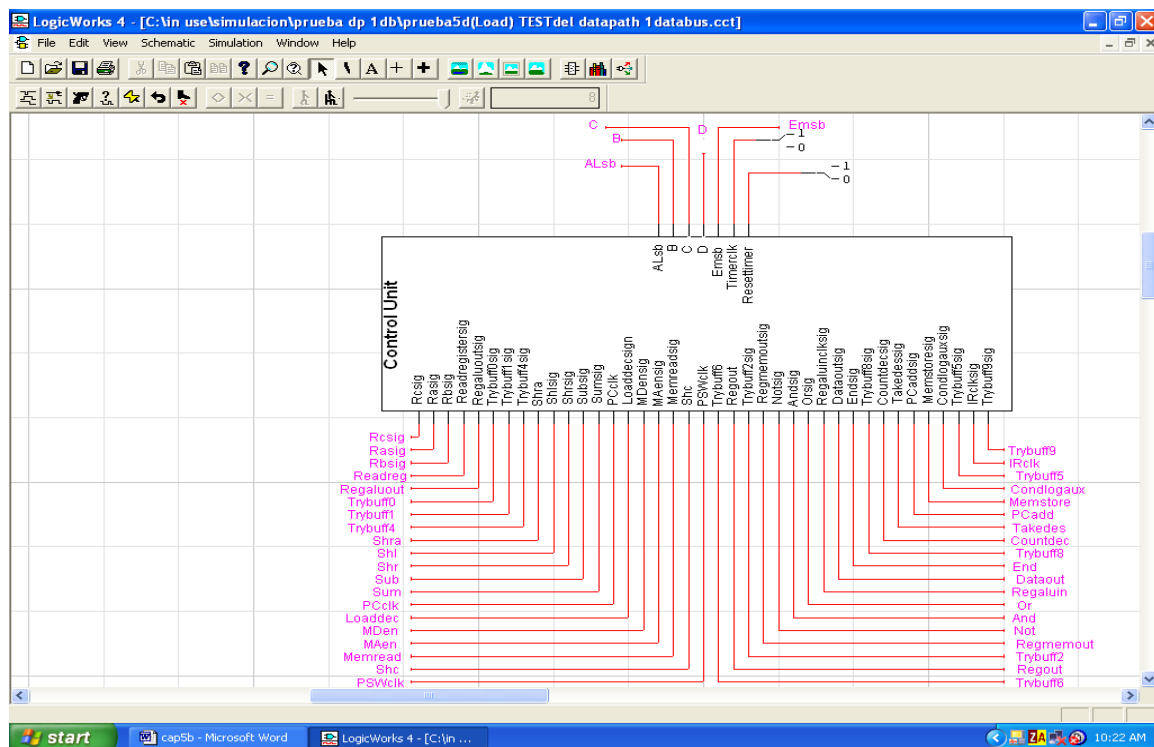 LogicWorks 4 - [C:\in use\simulacion\prueba dp 1db\prueba5d(Load) TESTdel datapath 1databus.cct]
File Edit View Schematic Simulation Window Help
A
8
C
D
Emsb
B
1
0
ALsb
1
0
ALsb
B
C
D
Emsb
Timerclk
Resettimer
Control Unit
Rcsig
Rasig
Rbsig
Readregistersig
Regaluoutsig
Trybuff0sig
Trybuff1sig
Trybuff4sig
Shra
Shlsig
Shrsig
Subsig
Sumsig
PCclk
Loaddecsign
MDensig
MAensig
Memreadsig
Shc
PSWclk
Trybuff6
Regout
Trybuff2sig
Regmemoutsig
Notsig
Andsig
Orsig
Regaluinclksig
Dataoutsig
Endsig
Trybuff8sig
Countdecsig
Takedessig
PCaddsig
Memstoresig
Condlogauxsig
Trybuff5sig
IRclksig
Trybuff9sig
Rcsig
Rasig
Rbsig
Readreg
Regaluout
Trybuff0
Trybuff1
Trybuff4
Shra
Shl
Shr
Sub
Sum
PCclk
Loaddec
MDen
MAen
Memread
Shc
PSWclk
Trybuff9
IRclk
Trybuff5
Condlogaux
Memstore
PCadd
Takedes
Countdec
Trybuff8
End
Dataout
Regaluin
Or
And
Not
Regmemout
Trybuff2
Regout
Trybuff6
start
cap5b - Microsoft Word
LogicWorks 4 - [C:\in ...
ZA
10:22 AM